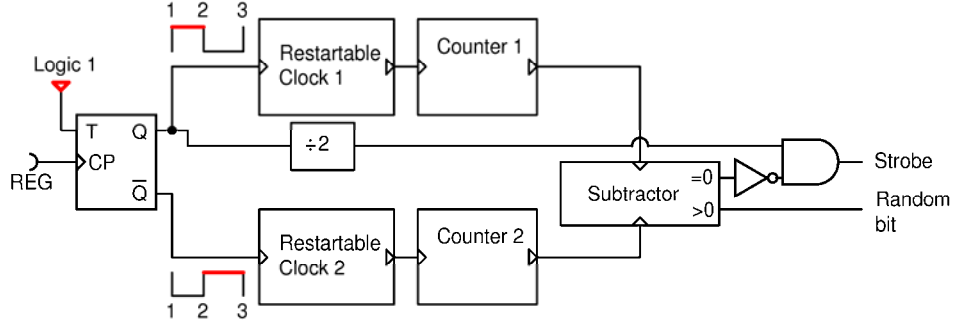 1 2 3
Restartable
Clock 1
Counter 1
Logic 1
T Q
CP
Q
REG
÷2
Subtractor
=0
>0
Strobe
Random
bit
Restartable
Clock 2
Counter 2
1 2 3